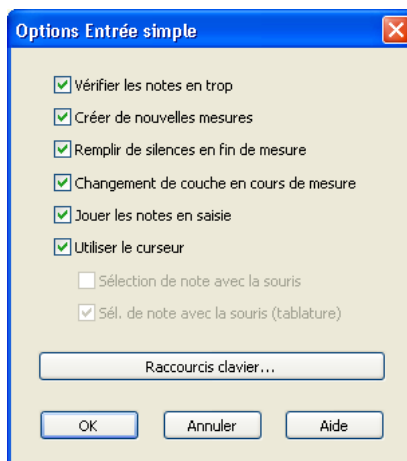 Options Entrée simple
Vérifier les notes en trop
Créer de nouvelles mesures
Remplir de silences en fin de mesure
Changement de couche en cours de mesure
Jouer les notes en saisie
Utiliser le curseur
Sélection de note avec la souris
Sél. de note avec la souris (tablature)
Raccourcis clavier...
OK Annuler Aide